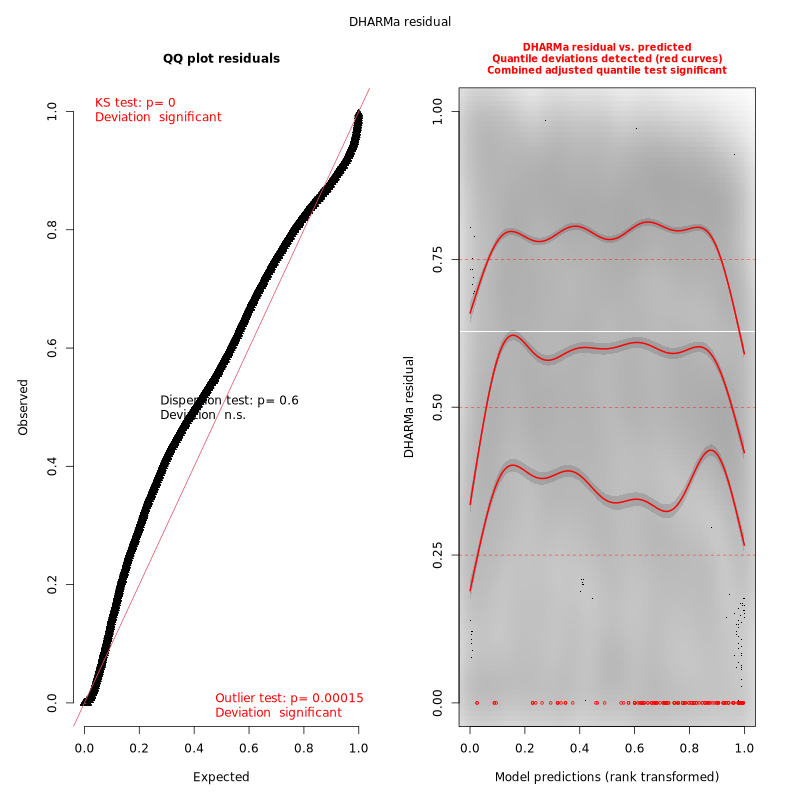 DHARMa residual
QQ plot residuals
KS test: p= 0
Deviation significant
Dispersion test: p= 0.6
Deviation n.s.
Outlier test: p= 0.00015
Deviation significant
Observed
0.0
0.2
0.4
0.6
0.8
1.0
0.0 0.2 0.4 0.6 0.8 1.0
Expected
DHARMa residual vs. predicted
Quantile deviations detected (red curves)
Combined adjusted quantile test significant
DHARMa residual
0.00
0.25
0.50
0.75
1.00
0.0 0.2 0.4 0.6 0.8 1.0
Model predictions (rank transformed)